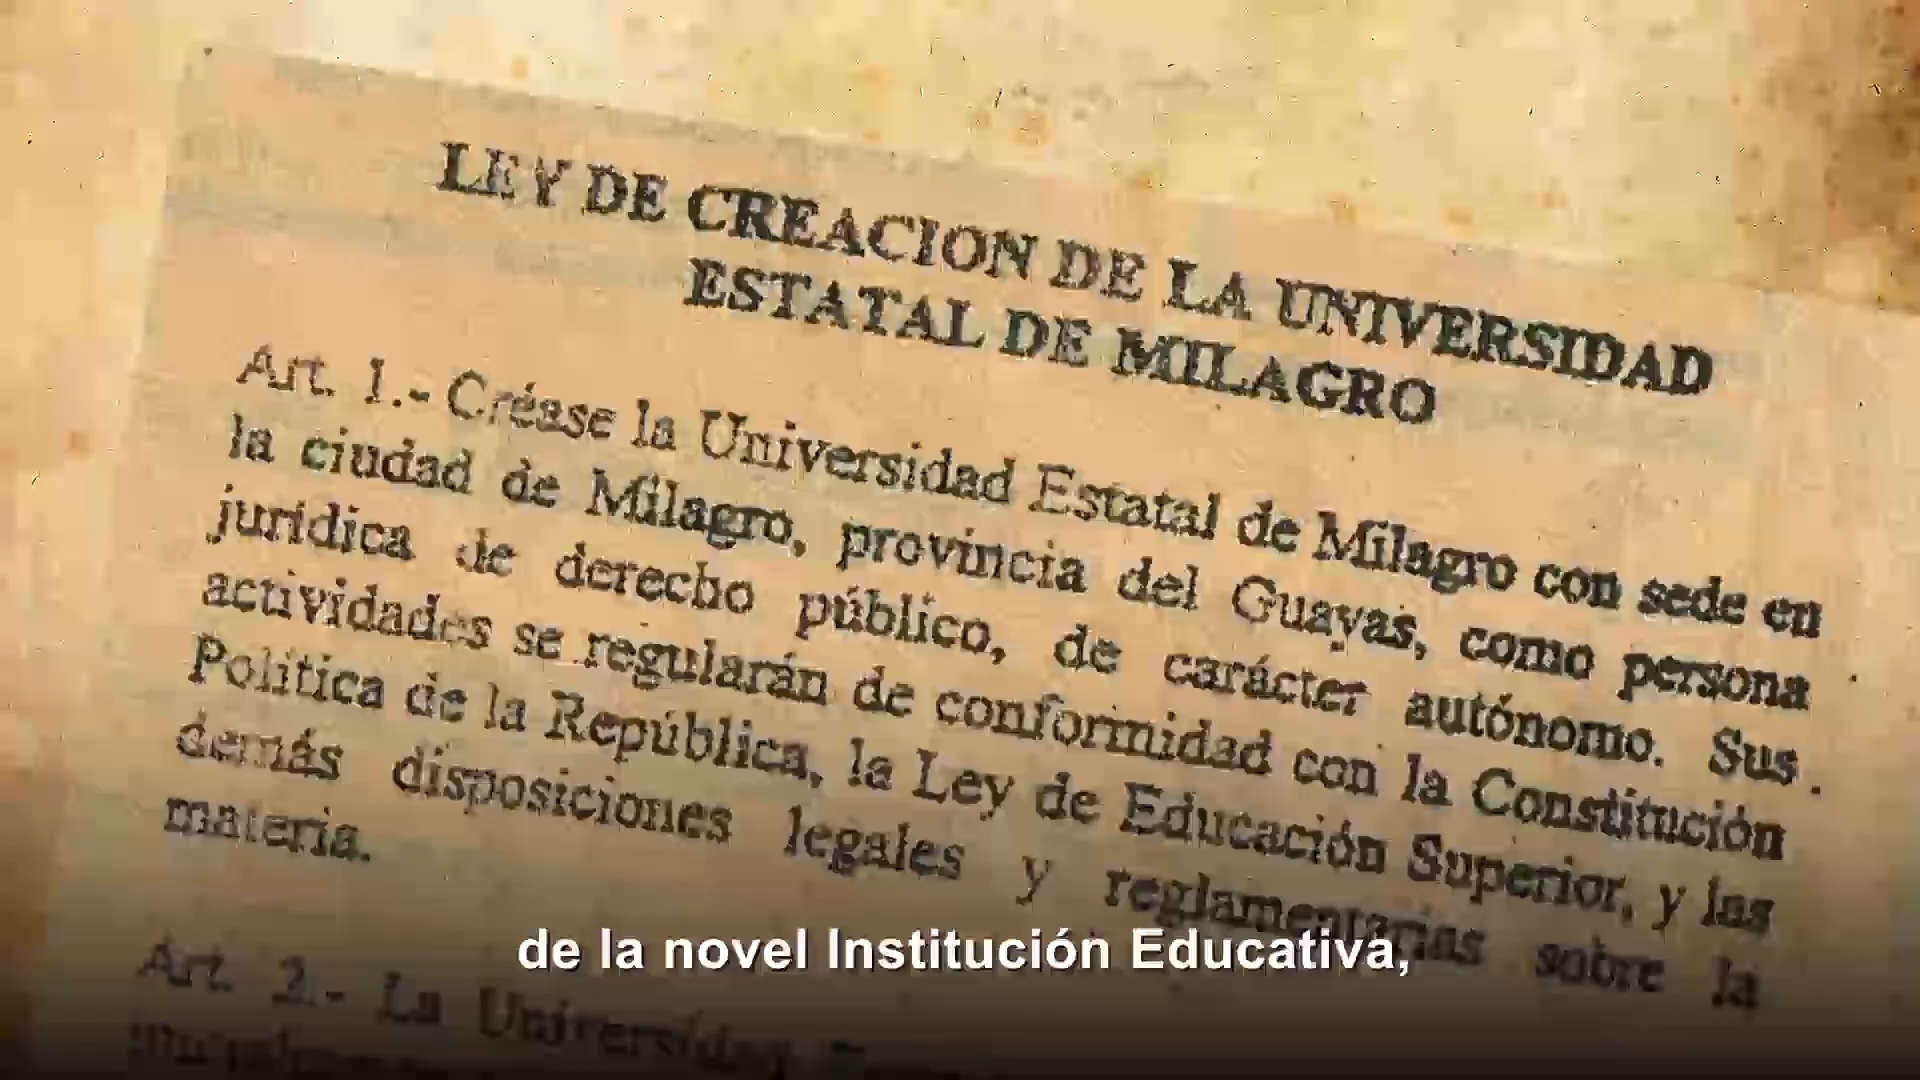 LEY DE CREACION DE LA UNIVERSIDAD
ESTATAL DE MILAGRO
Art. 1.- Créase la Universidad Estatal de Milagro con sede en
la ciudad de Milagro, provincia del Guayas, como persona
jurídica de derecho público, de carácter autónomo. Sus
actividades se regularán de conformidad con la Constitución
Política de la República, la Ley de Educación Superior, y las
demás disposiciones legales y reglamentarias sobre la
materia.
Art. 2.- La Universidad
de la novel Institución Educativa,